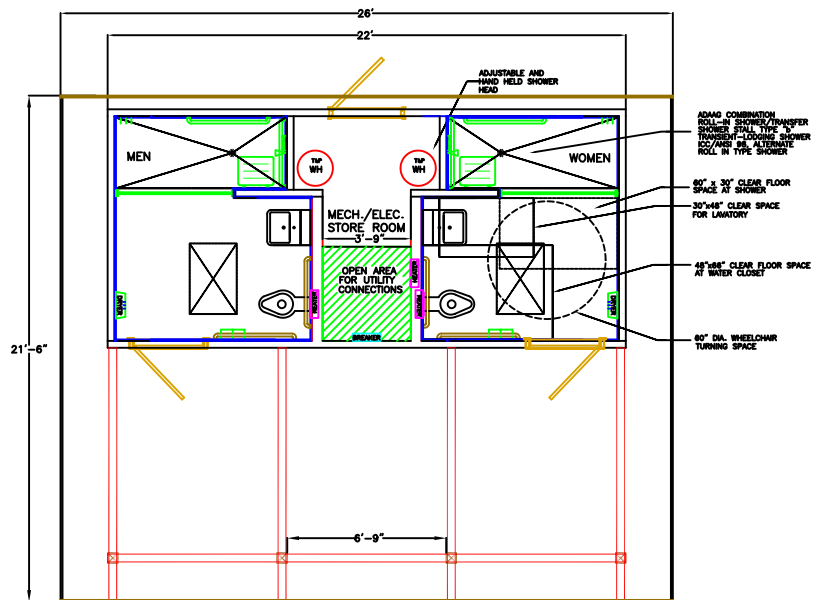 26'
22'
ADJUSTABLE AND
HAND HELD SHOWER
HEAD
ADAAG COMBINATION
ROLL-IN SHOWER/TRANSFER
SHOWER STALL TYPE "b"
TRANSIENT-LODGING SHOWER
ICC/ANSI 98, ALTERNATE
ROLL IN TYPE SHOWER
MEN
TMP
WH
TMP
WH
WOMEN
60" x 30" CLEAR FLOOR
SPACE AT SHOWER
30"x48" CLEAR SPACE
FOR LAVATORY
MECH./ELEC.
STORE ROOM
3'-9"
OPEN AREA
FOR UTILITY
CONNECTIONS
48"x66" CLEAR FLOOR SPACE
AT WATER CLOSET
HEATER
HEATER
HEATER
DRYER
DRYER
BREAKER
60" DIA. WHEELCHAIR
TURNING SPACE
21'-6"
6'-9"